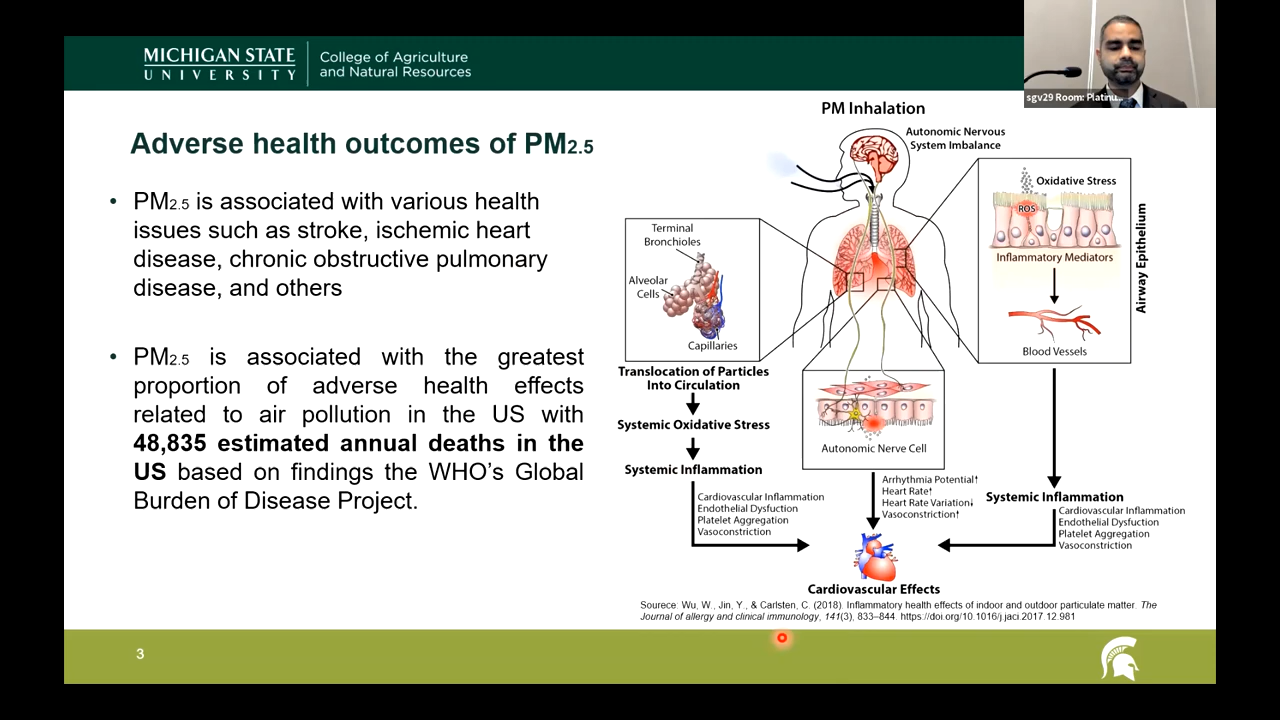 MICHIGAN STATE
UNIVERSITY
College of Agriculture
and Natural Resources
sgv29 Room: Platinu...
Adverse health outcomes of PM2.5
• PM2.5 is associated with various health
issues such as stroke, ischemic heart
disease, chronic obstructive pulmonary
disease, and others
• PM2.5 is associated with the greatest
proportion of adverse health effects
related to air pollution in the US with
48,835 estimated annual deaths in the
US based on findings the WHO's Global
Burden of Disease Project.
PM Inhalation
Autonomic Nervous
System Imbalance
Oxidative Stress
ROS
Inflammatory Mediators
Blood Vessels
Airway Epithelium
Terminal
Bronchioles
Alveolar
Cells
Capillaries
Translocation of Particles
Into Circulation
Systemic Oxidative Stress
Systemic Inflammation
Cardiovascular Inflammation
Endothelial Dysfution
Platelet Aggregation
Vasoconstriction
Autonomic Nerve Cell
Arrhythmia Potential↑
Heart Rate↑
Heart Rate Variation↓
Vasoconstriction↑
Systemic Inflammation
Cardiovascular Inflammation
Endothelial Dysfution
Platelet Aggregation
Vasoconstriction
Cardiovascular Effects
Sourece: Wu, W., Jin, Y., & Carlsten, C. (2018). Inflammatory health effects of indoor and outdoor particulate matter. The
Journal of allergy and clinical immunology, 141(3), 833–844. https://doi.org/10.1016/j.jaci.2017.12.981
3